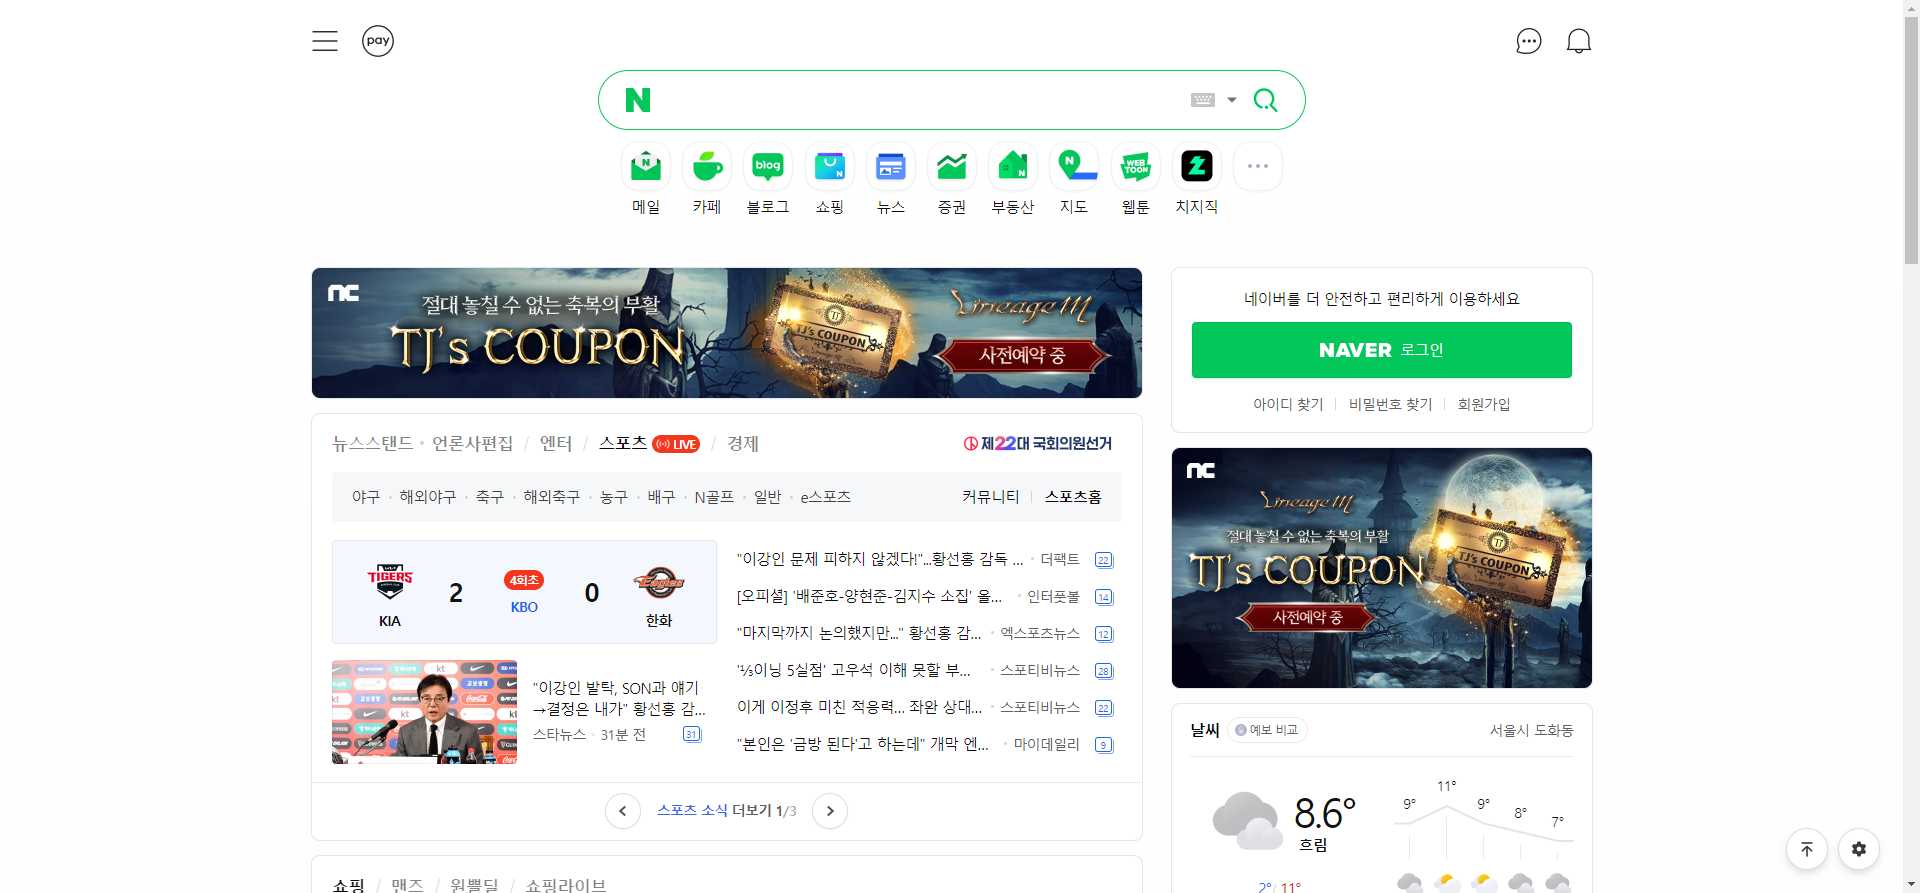 pay
N
메일 카페 블로그 쇼핑 뉴스 증권 부동산 지도 웹툰 치지직
nc
절대 놓칠 수 없는 축복의 부활
TJ's COUPON
TJ's COUPON
Lineage M
사전예약 중
네이버를 더 안전하고 편리하게 이용하세요
NAVER 로그인
아이디 찾기 비밀번호 찾기 회원가입
뉴스스탠드 · 언론사편집 / 엔터 / 스포츠 LIVE / 경제
제22대 국회의원선거
야구 · 해외야구 · 축구 · 해외축구 · 농구 · 배구 · N골프 · 일반 · e스포츠
커뮤니티 스포츠홈
TIGERS
KIA
2
4회초
KBO
0
Eagles
한화
"이강인 발탁, SON과 얘기
→결정은 내가" 황선홍 감...
스타뉴스 · 31분 전 31
"이강인 문제 피하지 않겠다!"...황선홍 감독 ... · 더팩트 22
[오피셜] '배준호-양현준-김지수 소집' 올... · 인터풋볼 14
"마지막까지 논의했지만..." 황선홍 감... · 엑스포츠뉴스 12
'⅓이닝 5실점' 고우석 이해 못할 부... · 스포티비뉴스 28
이게 이정후 미친 적응력... 좌완 상대... · 스포티비뉴스 22
"본인은 '금방 된다'고 하는데" 개막 엔... · 마이데일리 9
스포츠 소식 더보기 1/3
쇼핑 / 맨즈 / 원쁠딜 / 쇼핑라이브
nc
Lineage M
절대 놓칠 수 없는 축복의 부활
TJ's COUPON
TJ's COUPON
사전예약 중
날씨 예보 비교 서울시 도화동
8.6°
흐림
2°/ 11°
9° 11° 9° 8° 7°